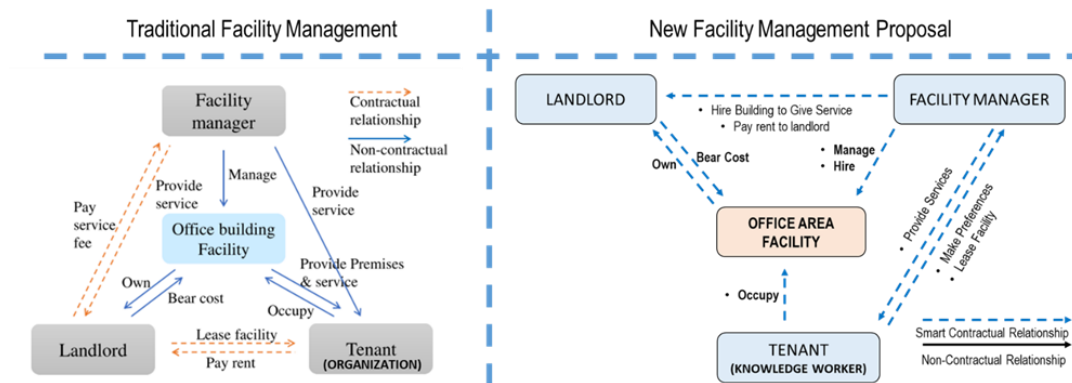 Traditional Facility Management
Facility
manager
Contractual
relationship
Non-contractual
relationship
Manage
Provide
service
Provide
service
Pay
service
fee
Office building
Facility
Own
Bear cost
Provide Premises
& service
Occupy
Landlord
Lease facility
Pay rent
Tenant
(ORGANIZATION)
New Facility Management Proposal
LANDLORD
FACILITY MANAGER
• Hire Building to Give Service
• Pay rent to landlord
Own
Bear Cost
• Manage
• Hire
OFFICE AREA
FACILITY
• Provide Services
• Make Preferences
• Lease Facility
• Occupy
TENANT
(KNOWLEDGE WORKER)
Smart Contractual Relationship
Non-Contractual Relationship